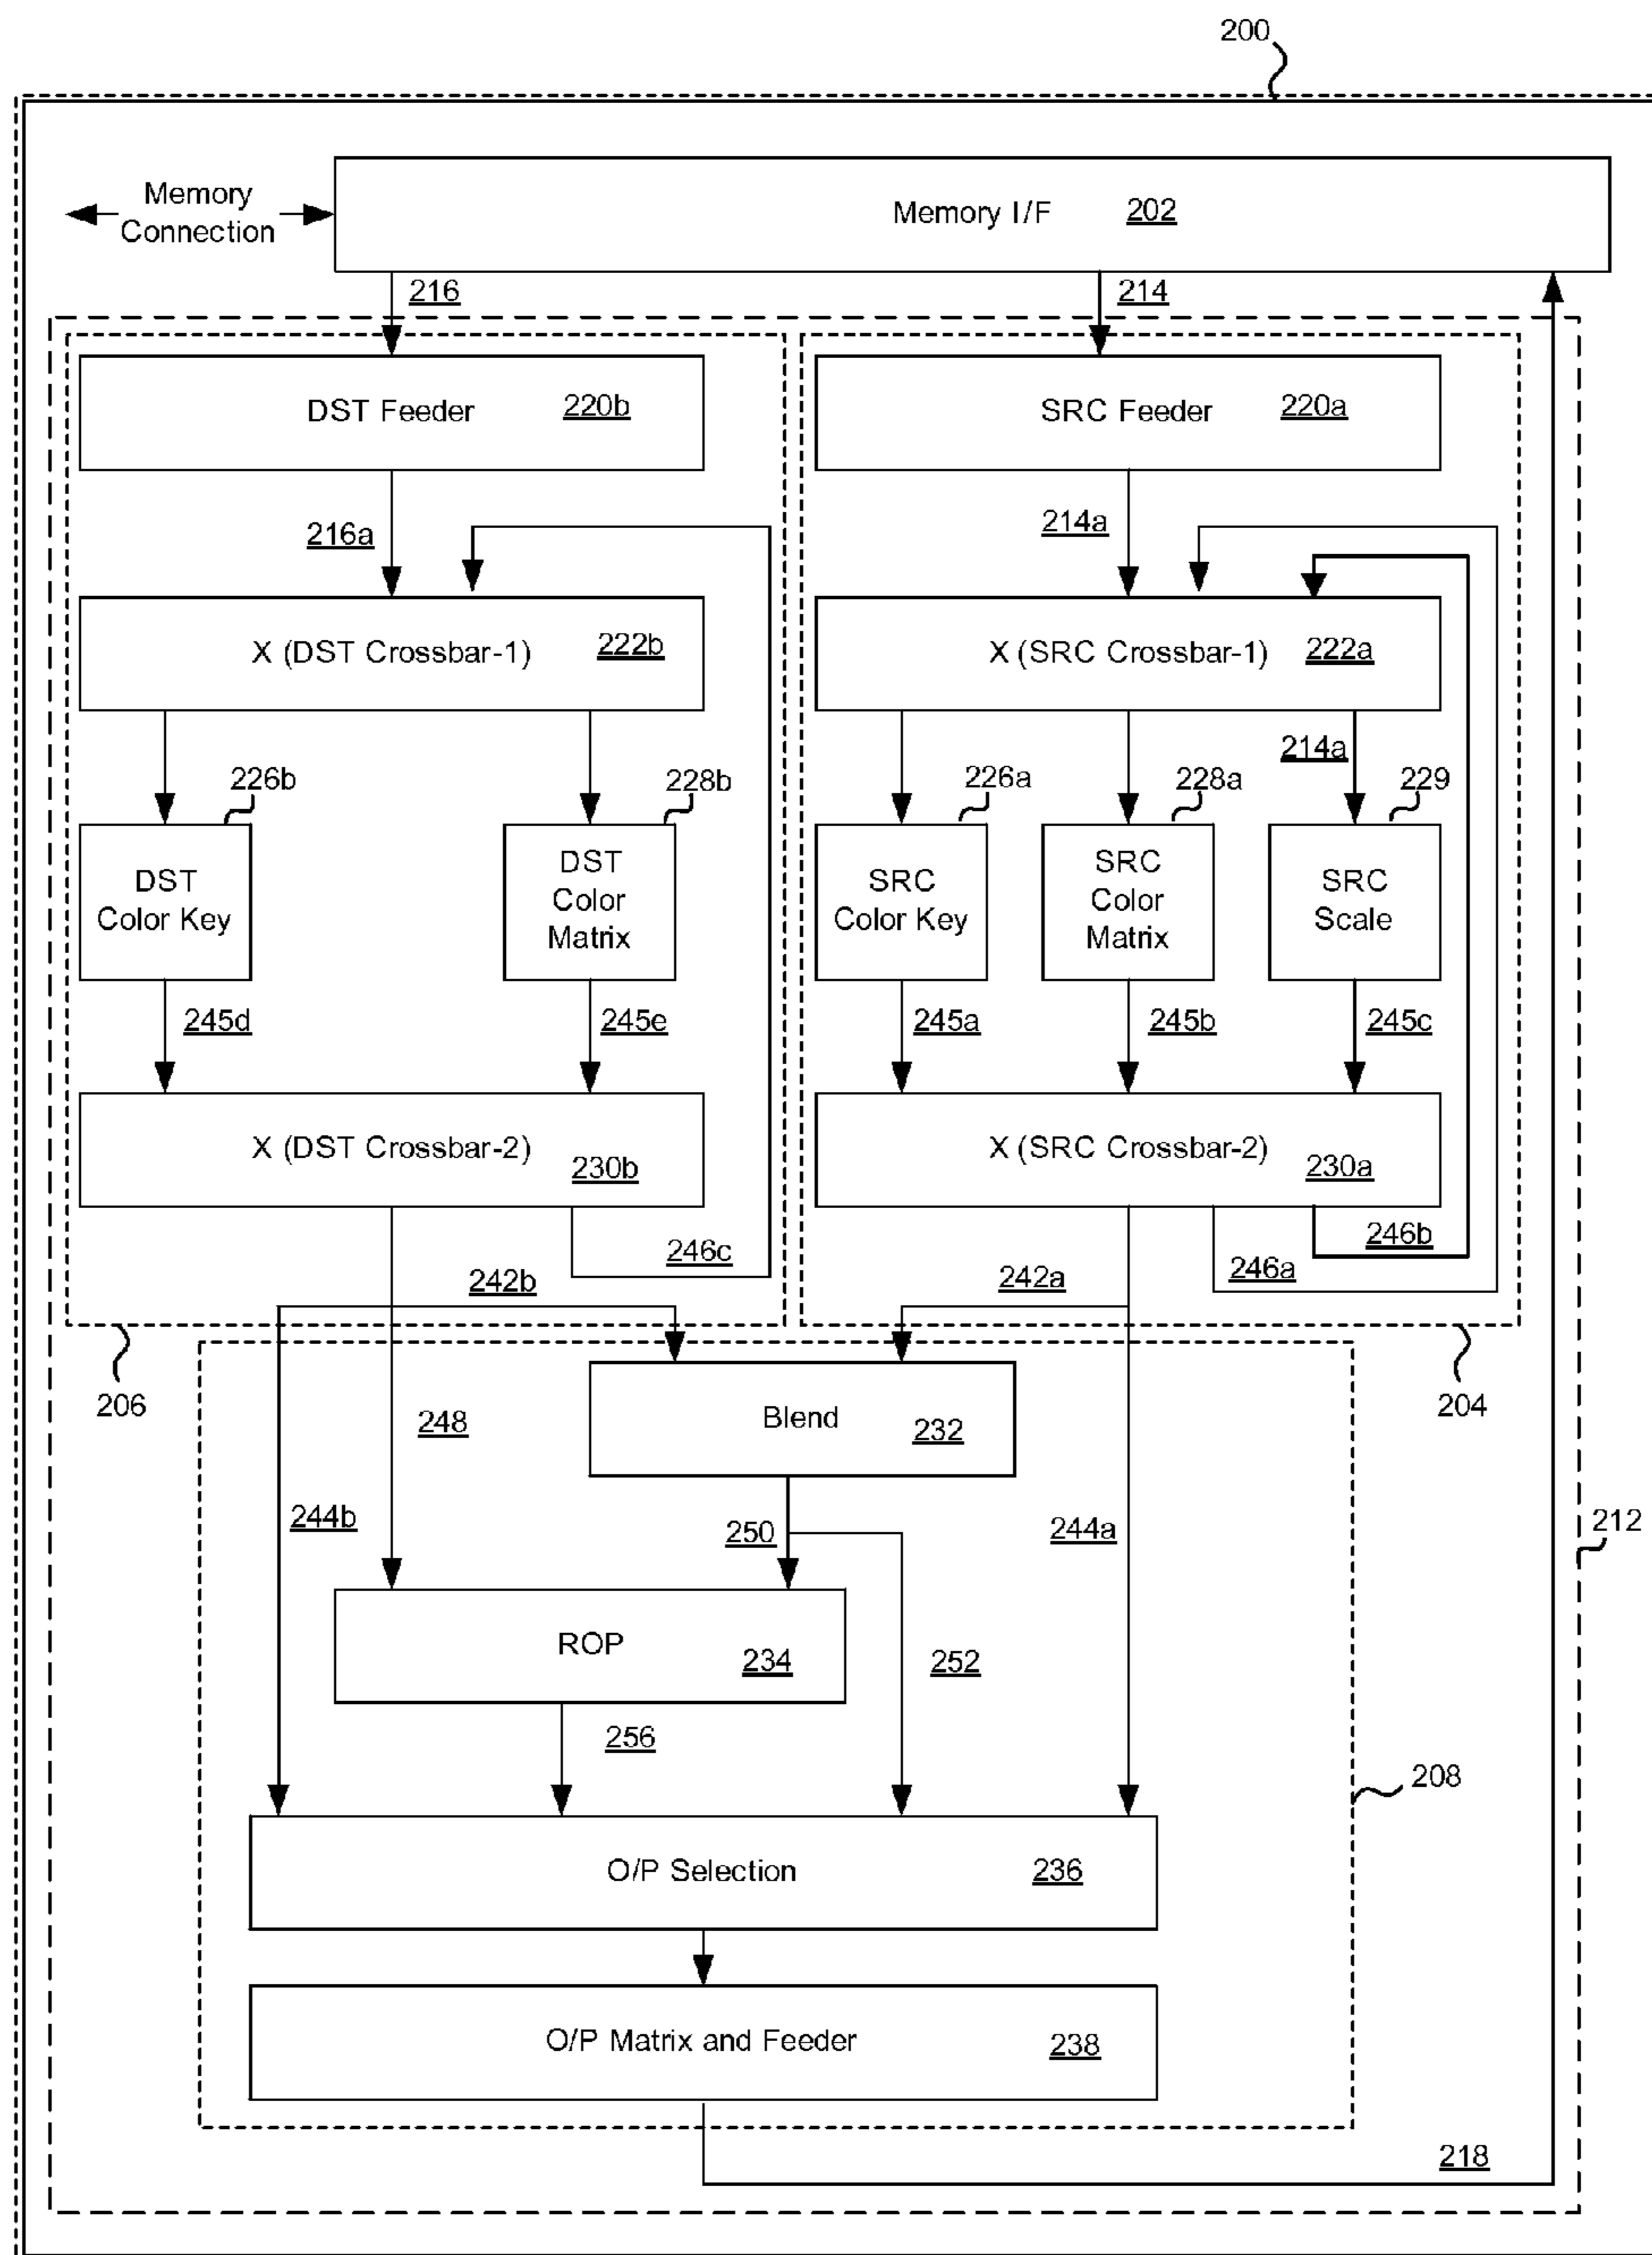 200
Memory
Connection
Memory I/F 202
216
214
DST Feeder 220b
SRC Feeder 220a
216a
214a
X (DST Crossbar-1) 222b
X (SRC Crossbar-1) 222a
214a
226b
228b
226a
228a
229
DST
Color Key
DST
Color
Matrix
SRC
Color Key
SRC
Color
Matrix
SRC
Scale
245d
245e
245a
245b
245c
X (DST Crossbar-2) 230b
X (SRC Crossbar-2) 230a
246c
246b
246a
242b
242a
206
204
Blend 232
248
244b
250
244a
212
ROP 234
252
256
208
O/P Selection 236
O/P Matrix and Feeder 238
218